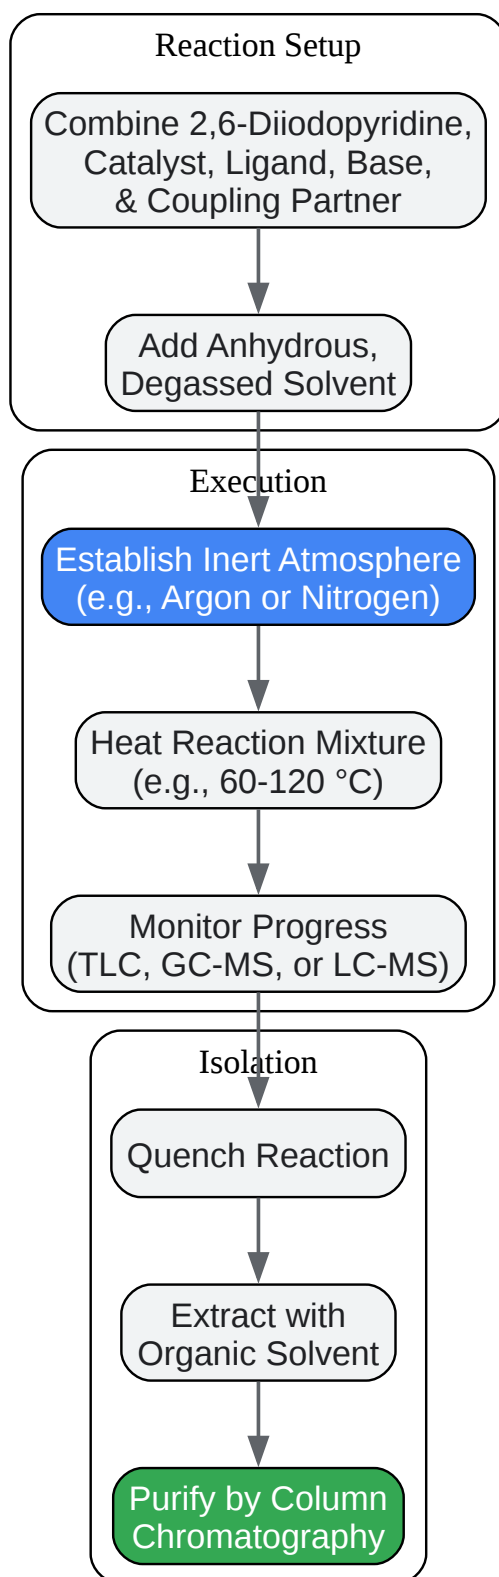 Reaction Setup
Combine 2,6-Diiodopyridine,
Catalyst, Ligand, Base,
& Coupling Partner
Add Anhydrous,
Degassed Solvent
Execution
Establish Inert Atmosphere
(e.g., Argon or Nitrogen)
Heat Reaction Mixture
(e.g., 60-120 °C)
Monitor Progress
(TLC, GC-MS, or LC-MS)
Isolation
Quench Reaction
Extract with
Organic Solvent
Purify by Column
Chromatography